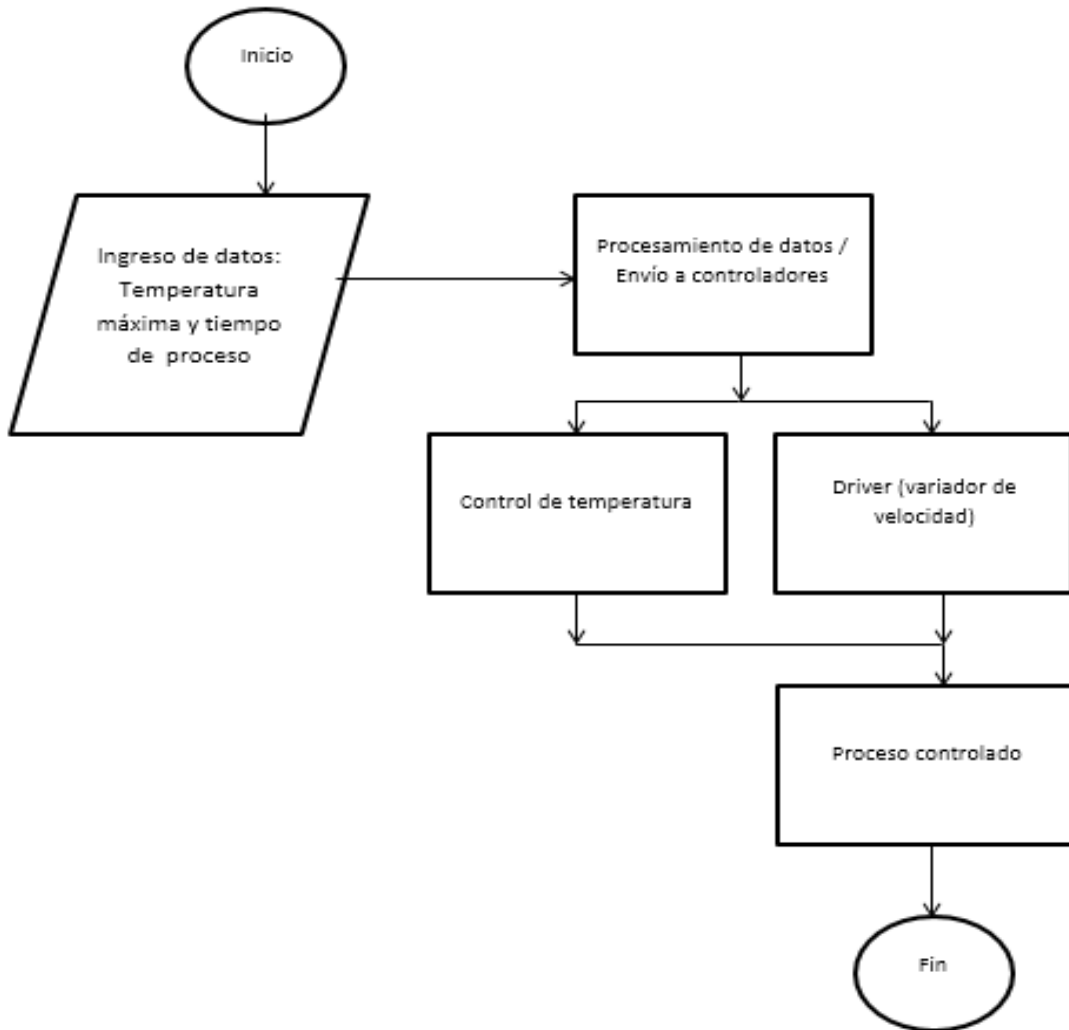 Inicio
Ingreso de datos:
Temperatura
máxima y tiempo
de proceso
Procesamiento de datos /
Envío a controladores
Control de temperatura
Driver (variador de
velocidad)
Proceso controlado
Fin